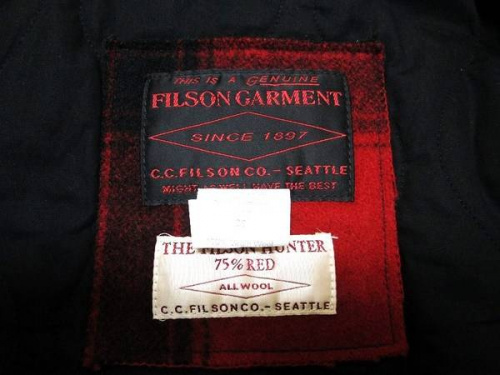 THIS IS A GENUINE
FILSON GARMENT
SINCE 1897
C.C.FILSON CO. - SEATTLE
MIGHT AS WELL HAVE THE BEST
THE FILSON HUNTER
75% RED
ALL WOOL
C.C.FILSON CO. - SEATTLE